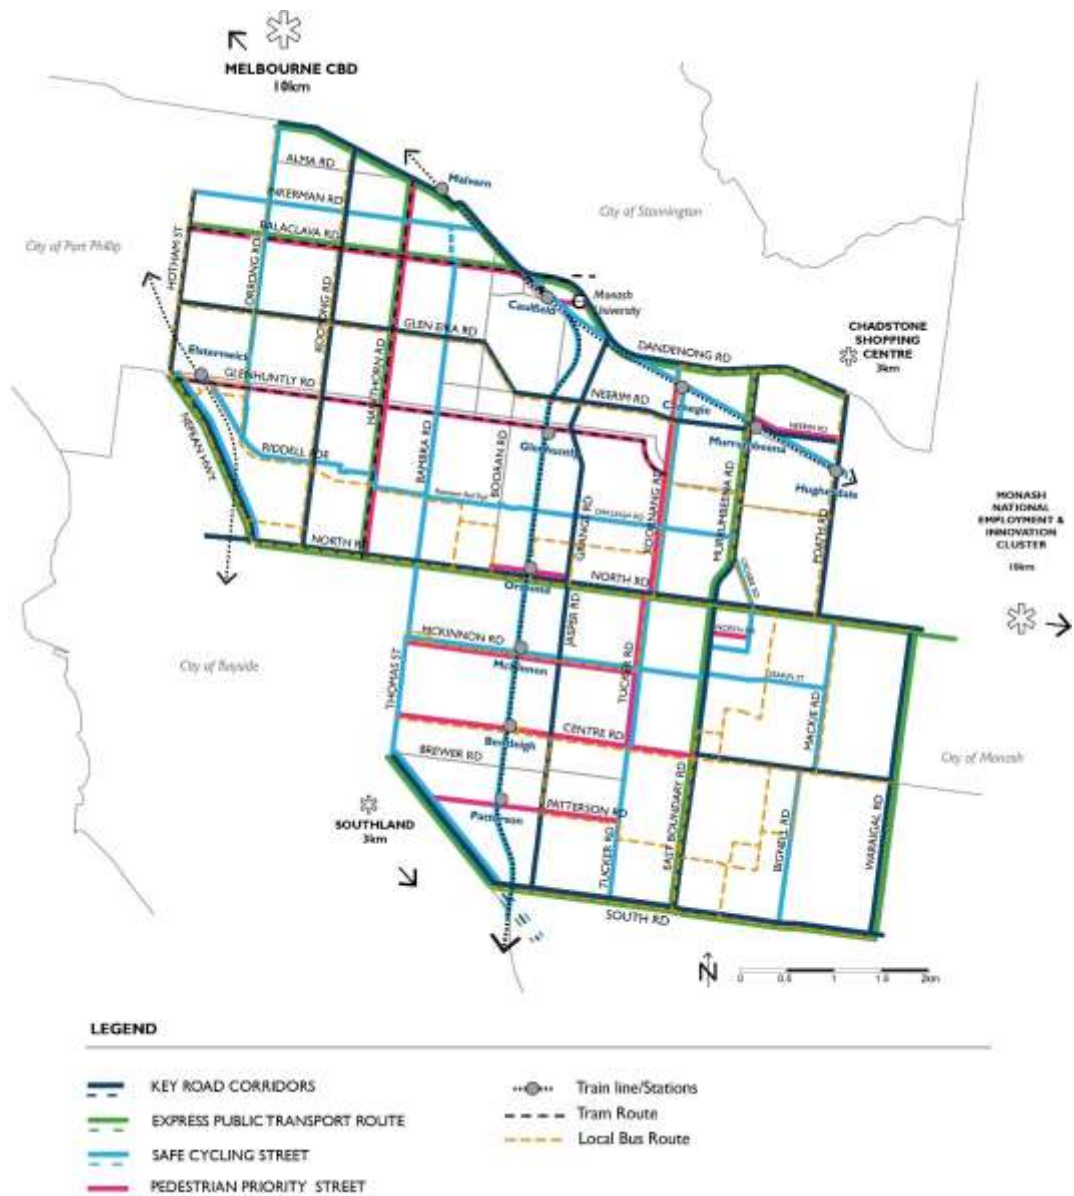 MELBOURNE CBD
10km
Malvern
ALMA RD
INKERMAN RD
City of Stonnington
BALACLAVA RD
City of Port Phillip
HOTHAM ST
ORRONG RD
KOOYONG RD
HAWTHORN RD
Caulfield
Monash
University
GLEN EIRA RD
DANDENONG RD
CHADSTONE
SHOPPING
CENTRE
3km
Elsternwick
GLENHUNTLY RD
NEERIM RD
Carnegie
NEERIM RD
Murrumbeena
Glenhuntly
NEPEAN HWY
RIDDELL PDE
BAMBRA RD
BOORAN RD
GRANGE RD
KOORNANG RD
MURRUMBEENA RD
POATH RD
Hughesdale
MONASH
NATIONAL
EMPLOYMENT &
INNOVATION
CLUSTER
10km
NORTH RD
Ormond
NORTH RD
JASPER RD
NORTH RD
City of Bayside
MCKINNON RD
McKinnon
THOMAS ST
TUCKER RD
MACKIE RD
CENTRE RD
Bentleigh
BREWER RD
City of Monash
PATTERSON RD
Patterson
SOUTHLAND
3km
TUCKER RD
EAST BOUNDARY RD
BIGNELL RD
WARRIGAL RD
SOUTH RD
N
0
0.5
1
1.5
2km
LEGEND
KEY ROAD CORRIDORS
Train line/Stations
EXPRESS PUBLIC TRANSPORT ROUTE
Tram Route
SAFE CYCLING STREET
Local Bus Route
PEDESTRIAN PRIORITY STREET